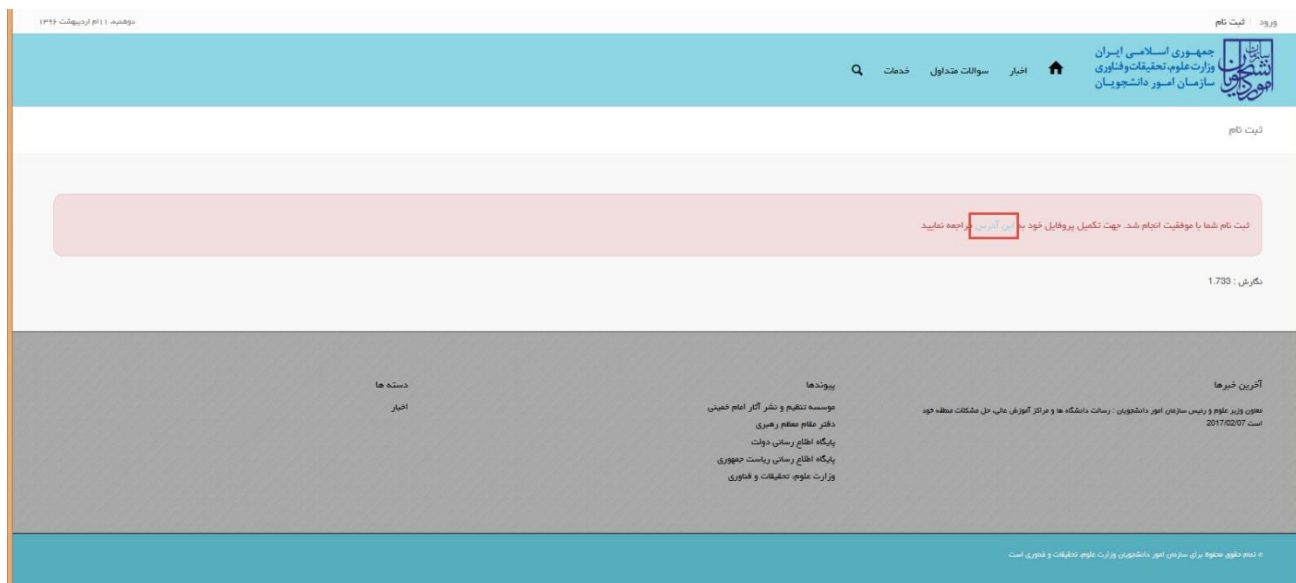 ورود ثبت نام
دوشنبه، ۱۱ام اردیبهشت ۱۳۹۶
سازمان امور دانشجویان
جمهوری اسلامی ایران
وزارت علوم، تحقیقات و فناوری
سازمان امور دانشجویان
اخبار سوالات متداول خدمات
ثبت نام
ثبت نام شما با موفقیت انجام شد. جهت تکمیل پروفایل خود به این آدرس مراجعه نمایید
نگارش : 1.733
آخرین خبرها
معاون وزیر علوم و رئیس سازمان امور دانشجویان : رسالت دانشگاه ها و مراکز آموزش عالی، حل مشکلات منطقه خود
است 2017/02/07
پیوندها
موسسه تنظیم و نشر آثار امام خمینی
دفتر مقام معظم رهبری
پایگاه اطلاع رسانی دولت
پایگاه اطلاع رسانی ریاست جمهوری
وزارت علوم، تحقیقات و فناوری
دسته ها
اخبار
© تمام حقوق محفوظ برای سازمان امور دانشجویان وزارت علوم، تحقیقات و فناوری است